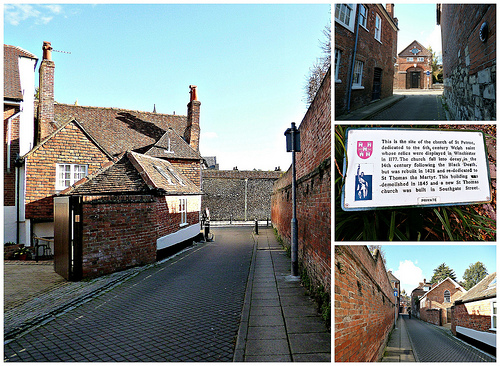 This is the site of the church of St Petroc,
dedicated to the 6th century Welsh saint
whose relics were displayed in Winchester
in 1177. The church fell into decay in the
14th century following the Black Death,
but was rebuilt in 1428 and re-dedicated to
St Thomas the Martyr. This building was
demolished in 1845 and a new St Thomas
church was built in Southgate Street.
PRIVATE